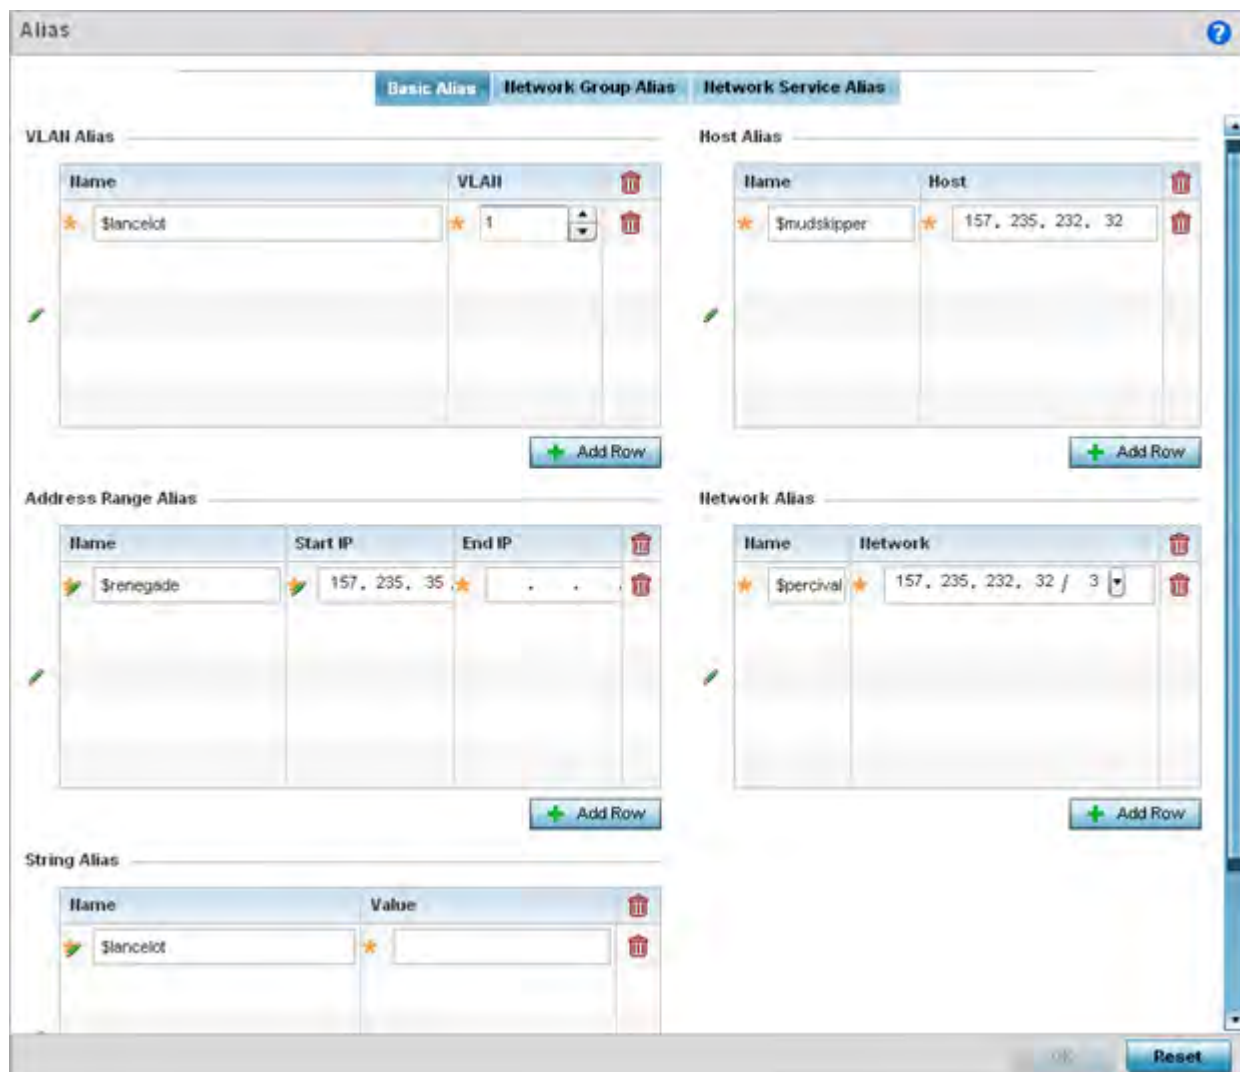 Alias
Basic Alias Network Group Alias Network Service Alias
VLAN Alias
Name VLAN
$lancelot 1
Add Row
Host Alias
Name Host
$mudskipper 157. 235. 232. 32
Add Row
Address Range Alias
Name Start IP End IP
$renegade 157. 235. 35 . . . .
Add Row
Network Alias
Name Network
$percival 157. 235. 232. 32 / 3
Add Row
String Alias
Name Value
$lancelot
OK Reset